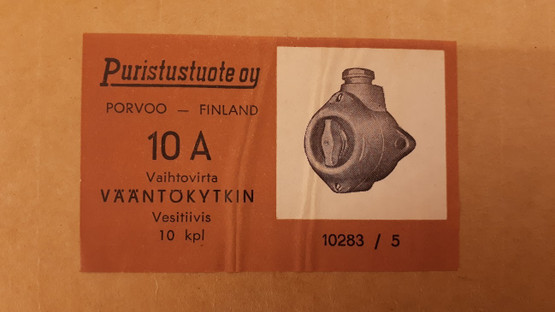 Puristustuote oy
PORVOO — FINLAND
10 A
Vaihtovirta
VÄÄNTÖKYTKIN
Vesitiivis
10 kpl
10283 / 5